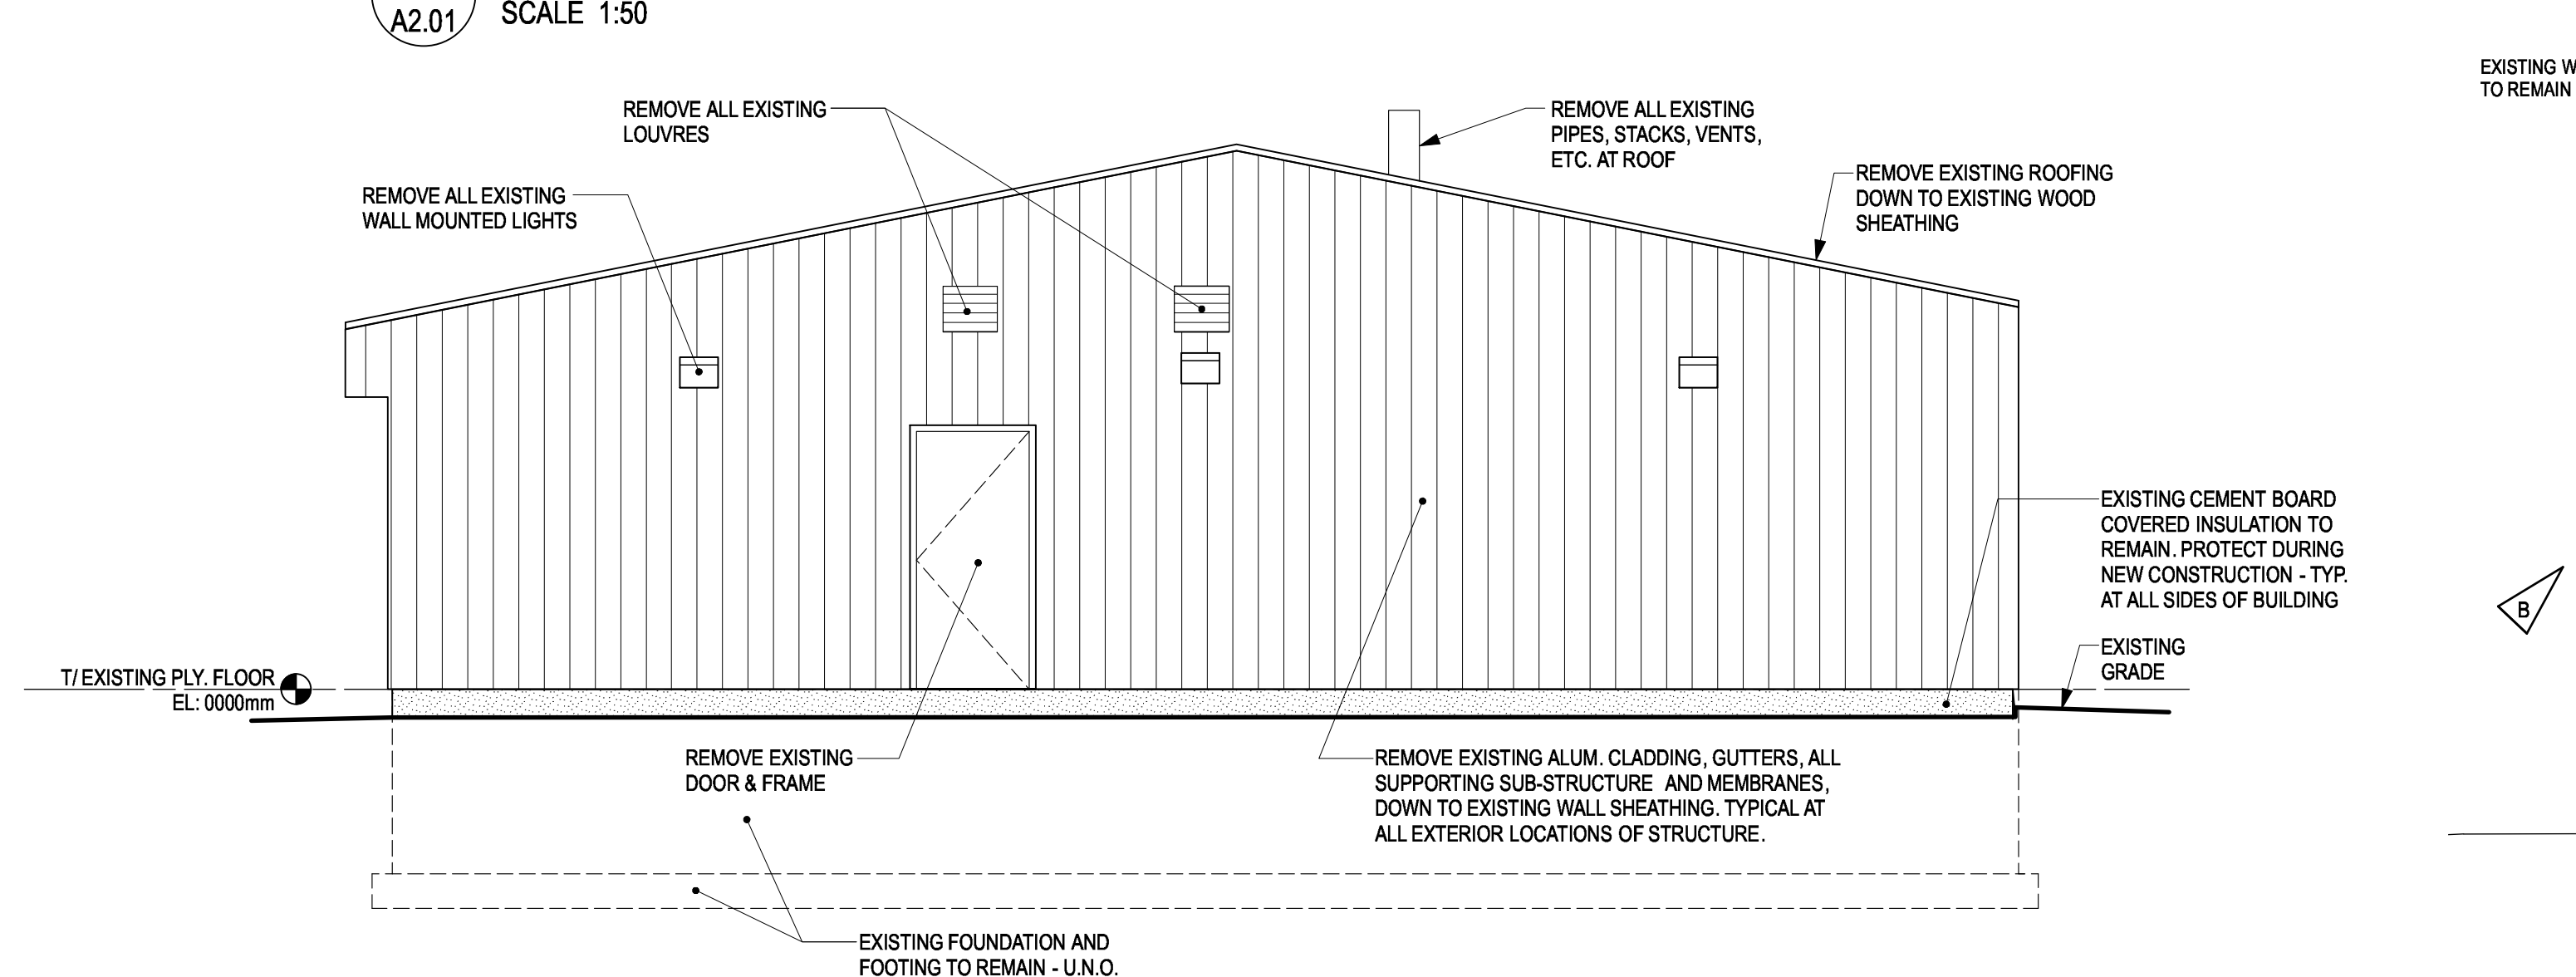 A2.01
SCALE 1:50
EXISTING W
TO REMAIN
REMOVE ALL EXISTING
LOUVRES
REMOVE ALL EXISTING
PIPES, STACKS, VENTS,
ETC. AT ROOF
REMOVE EXISTING ROOFING
DOWN TO EXISTING WOOD
SHEATHING
REMOVE ALL EXISTING
WALL MOUNTED LIGHTS
EXISTING CEMENT BOARD
COVERED INSULATION TO
REMAIN. PROTECT DURING
NEW CONSTRUCTION - TYP.
AT ALL SIDES OF BUILDING
B
EXISTING
GRADE
T/ EXISTING PLY. FLOOR
EL: 0000mm
REMOVE EXISTING
DOOR & FRAME
REMOVE EXISTING ALUM. CLADDING, GUTTERS, ALL
SUPPORTING SUB-STRUCTURE AND MEMBRANES,
DOWN TO EXISTING WALL SHEATHING. TYPICAL AT
ALL EXTERIOR LOCATIONS OF STRUCTURE.
EXISTING FOUNDATION AND
FOOTING TO REMAIN - U.N.O.